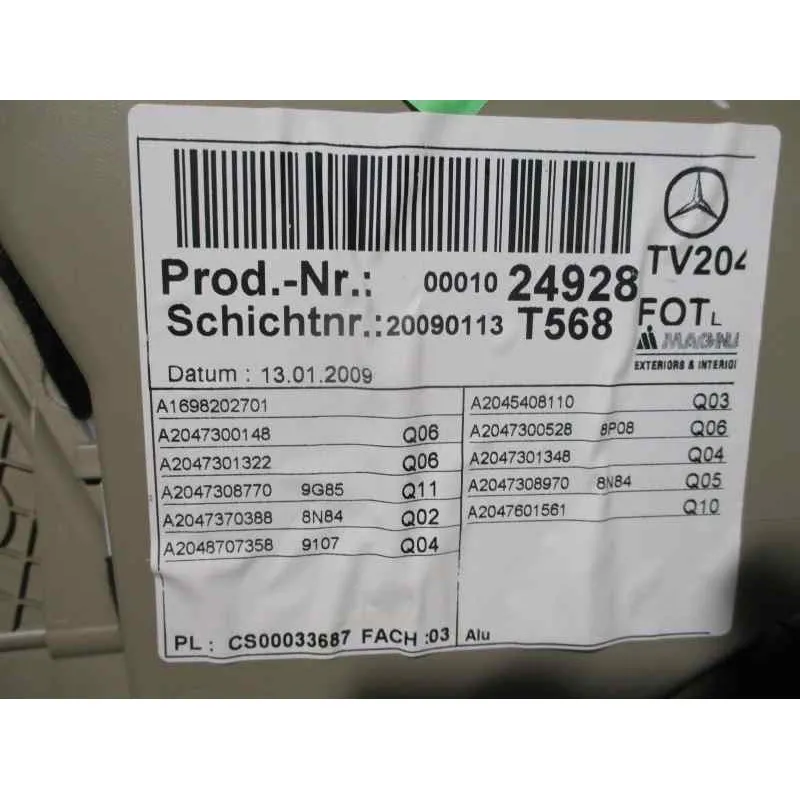 Prod.-Nr.: 00010 24928
Schichtnr.: 20090113 T568
Datum : 13.01.2009
TV204
FOT L
MAGNA
EXTERIORS & INTERIO
A1698202701
A2047300148 Q06
A2047301322 Q06
A2047308770 9G85 Q11
A2047370388 8N84 Q02
A2048707358 9107 Q04
A2045408110 Q03
A2047300528 8P08 Q06
A2047301348 Q04
A2047308970 8N84 Q05
A2047601561 Q10
PL : CS00033687 FACH :03 Alu